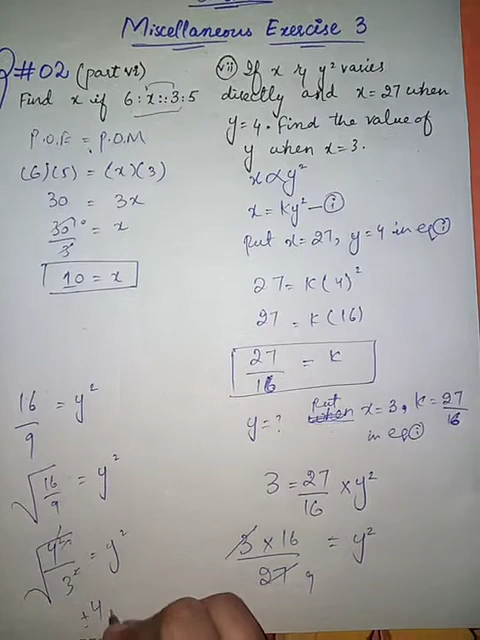 Miscellaneous Exercise 3
Q#02 (part vi)
Find x if 6:x::3:5
P.O.E = P.O.M
(6)(5) = (x)(3)
30 = 3x
30/3 10 = x
10 = x
(vii) If x & y² varies
directly and x = 27 when
y = 4. Find the value of
y when x = 3.
x ∝ y²
x = Ky² — (i)
Put x = 27, y = 4 in eq (i)
27 = K(4)²
27 = K(16)
27/16 = K
y = ? Put when x = 3, K = 27/16
in eq (i)
3 = 27/16 × y²
3 × 16 / 27 9 = y²
16/9 = y²
√16/9 = y²
√4²/3² = y²
±4